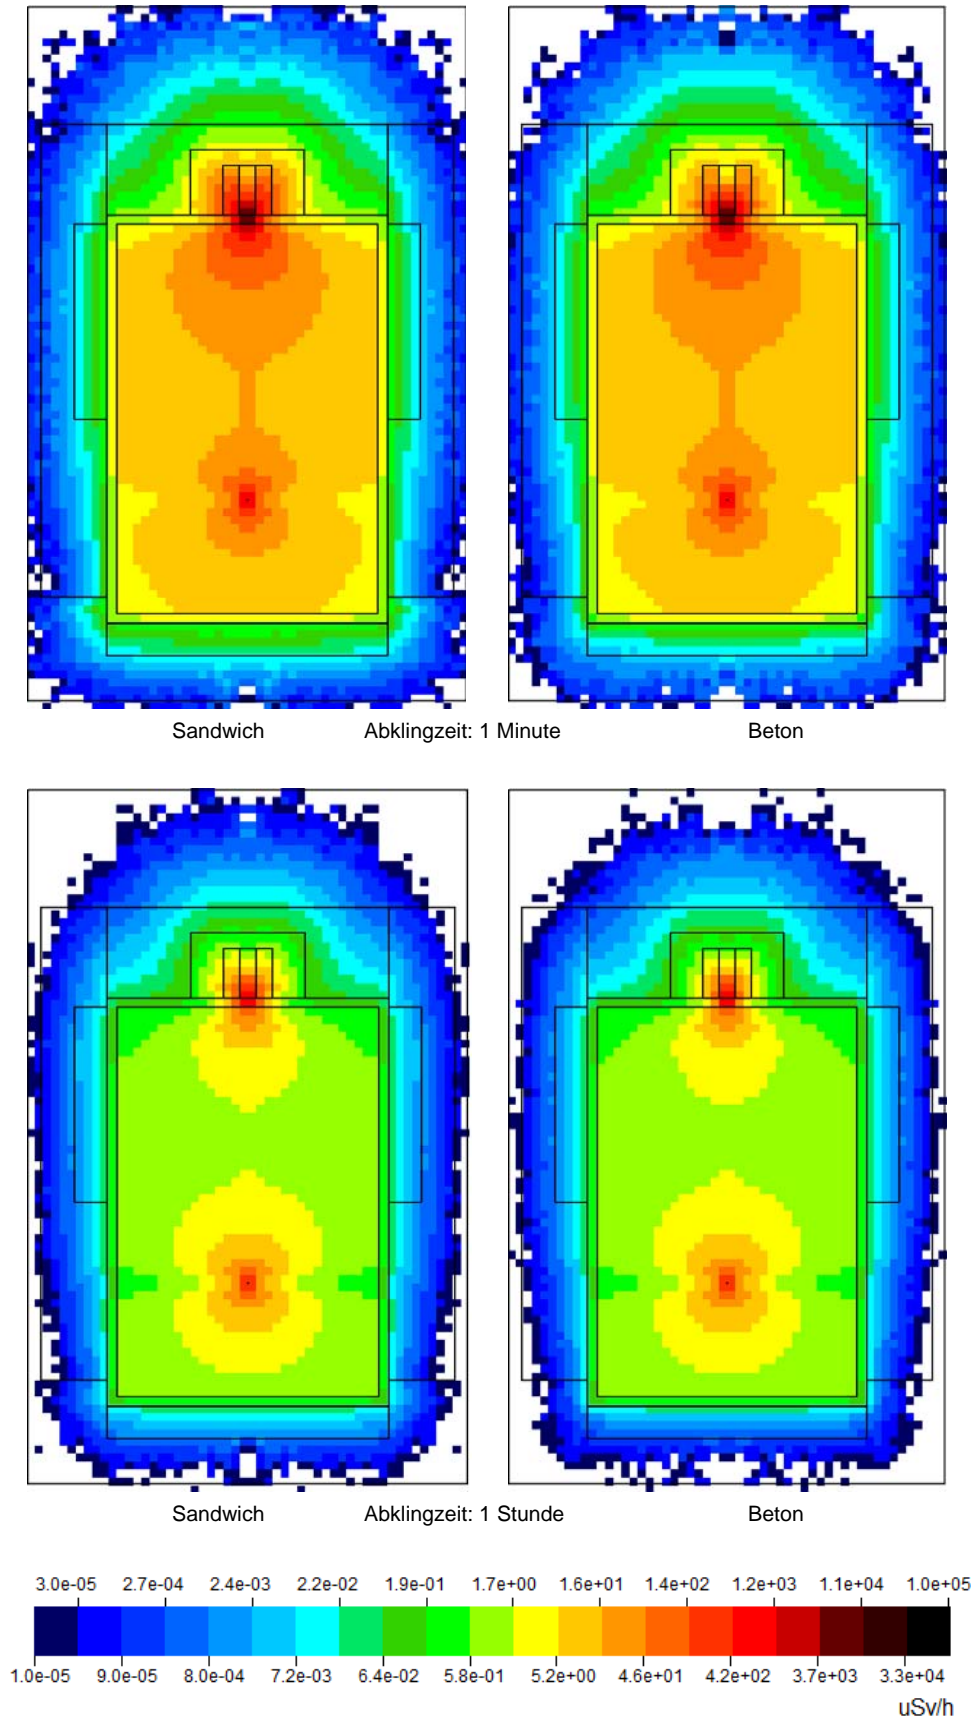 Sandwich Abklingzeit: 1 Minute Beton
Sandwich Abklingzeit: 1 Stunde Beton
3.0e-05 2.7e-04 2.4e-03 2.2e-02 1.9e-01 1.7e+00 1.6e+01 1.4e+02 1.2e+03 1.1e+04 1.0e+05
1.0e-05 9.0e-05 8.0e-04 7.2e-03 6.4e-02 5.8e-01 5.2e+00 4.6e+01 4.2e+02 3.7e+03 3.3e+04
uSv/h